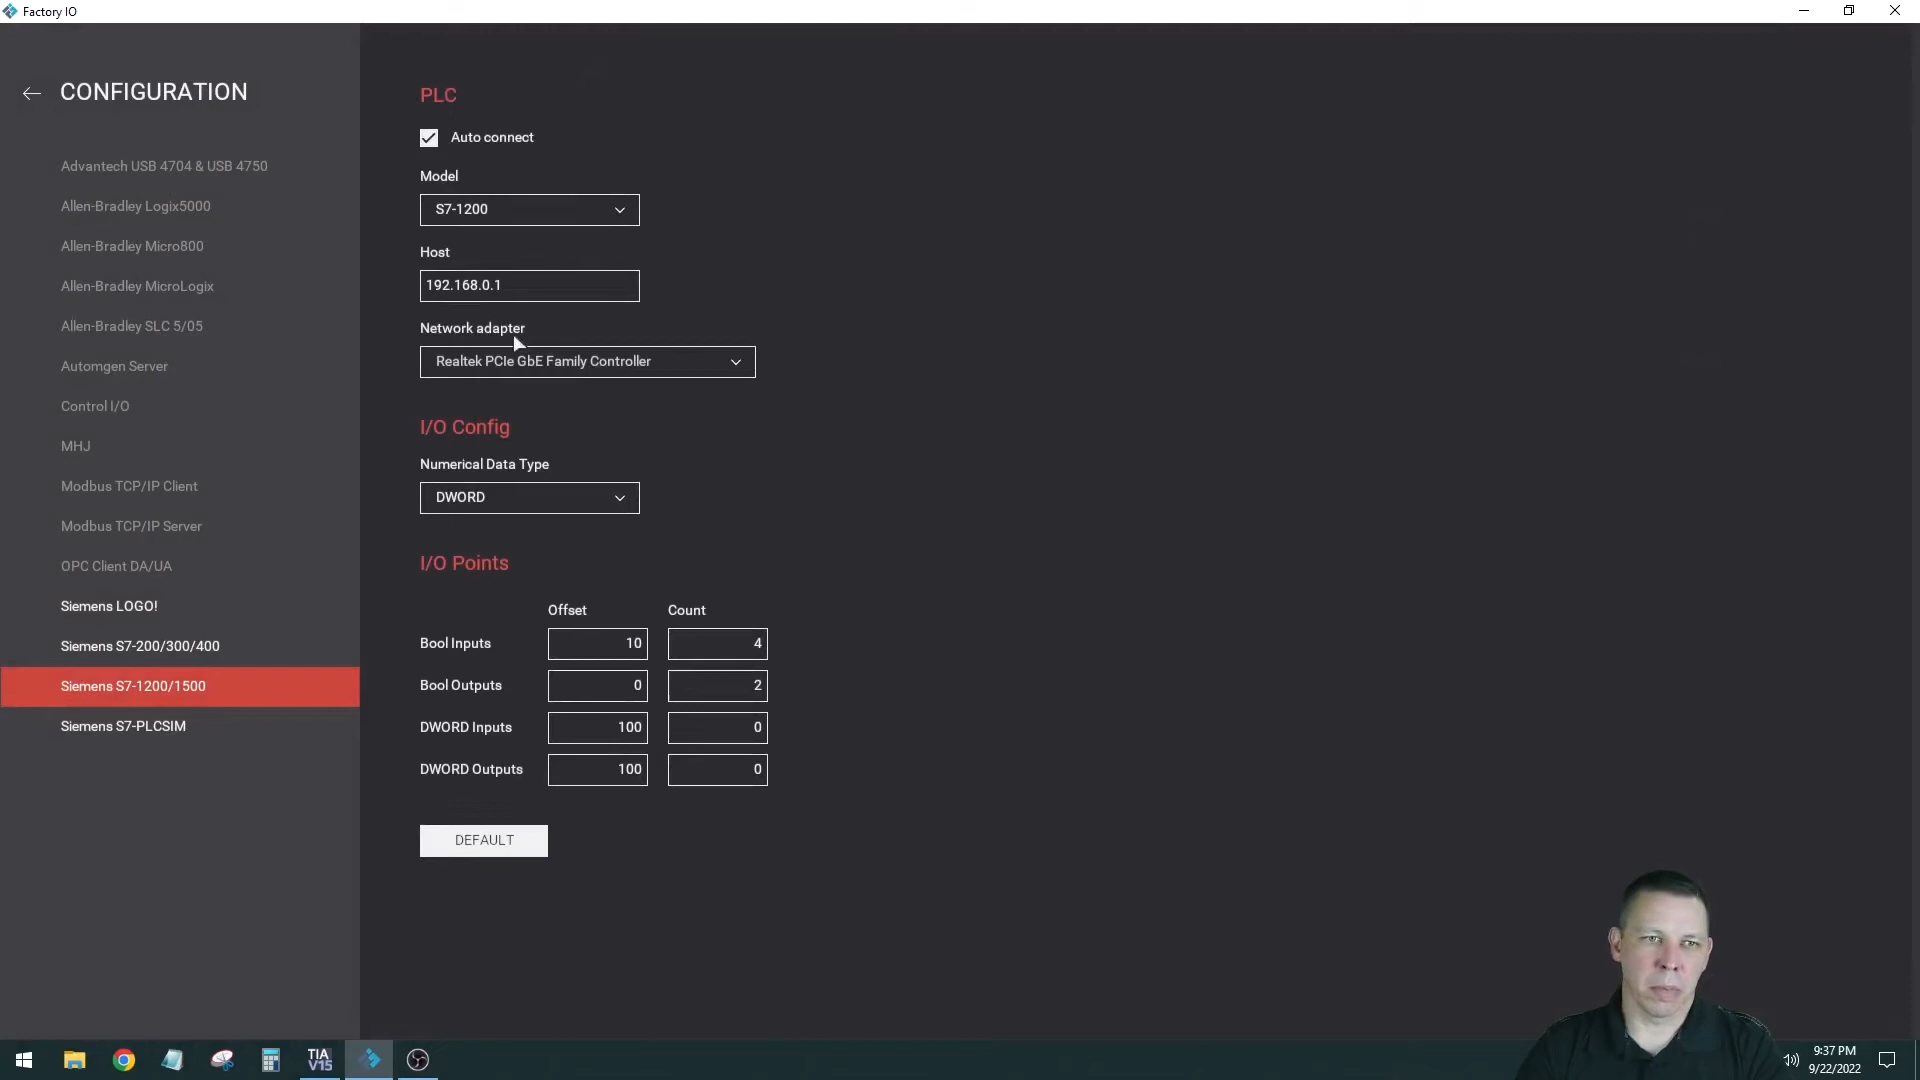 Factory IO
CONFIGURATION
Advantech USB 4704 & USB 4750
Allen-Bradley Logix5000
Allen-Bradley Micro800
Allen-Bradley MicroLogix
Allen-Bradley SLC 5/05
Automgen Server
Control I/O
MHJ
Modbus TCP/IP Client
Modbus TCP/IP Server
OPC Client DA/UA
Siemens LOGO!
Siemens S7-200/300/400
Siemens S7-1200/1500
Siemens S7-PLCSIM
PLC
Auto connect
Model
S7-1200
Host
192.168.0.1
Network adapter
Realtek PCIe GbE Family Controller
I/O Config
Numerical Data Type
DWORD
I/O Points
Offset Count
Bool Inputs 10 4
Bool Outputs 0 2
DWORD Inputs 100 0
DWORD Outputs 100 0
DEFAULT
TIA
V15
9:37 PM
9/22/2022